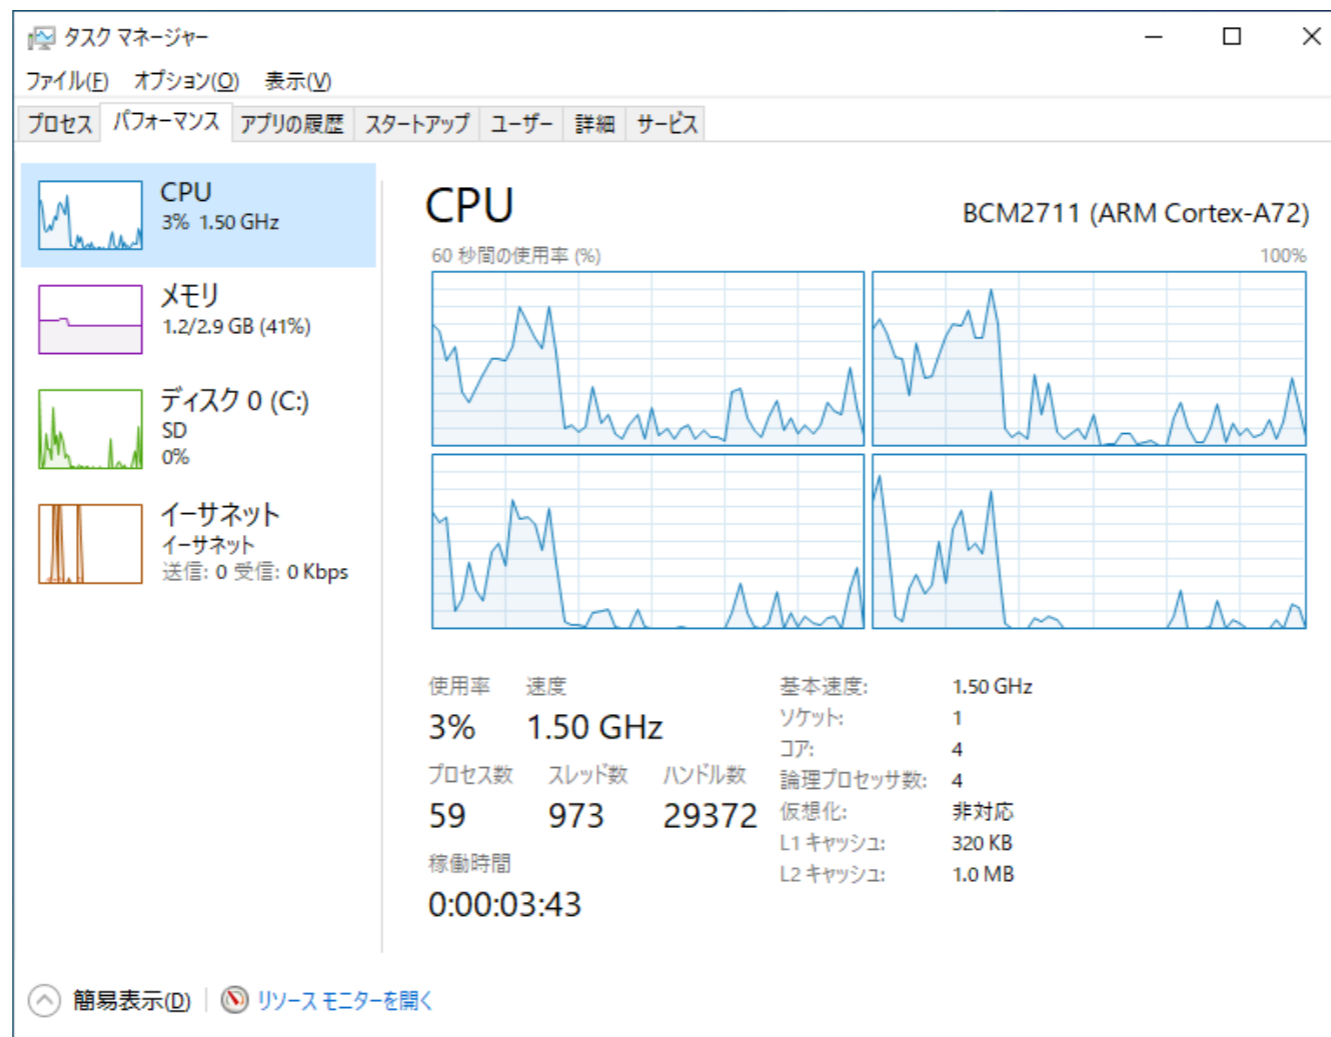 タスク マネージャー
ファイル(F) オプション(O) 表示(V)
プロセス パフォーマンス アプリの履歴 スタートアップ ユーザー 詳細 サービス
CPU
3% 1.50 GHz
メモリ
1.2/2.9 GB (41%)
ディスク 0 (C:)
SD
0%
イーサネット
イーサネット
送信: 0 受信: 0 Kbps
CPU
BCM2711 (ARM Cortex-A72)
60 秒間の使用率 (%) 100%
使用率 速度
3% 1.50 GHz
プロセス数 スレッド数 ハンドル数
59 973 29372
稼働時間
0:00:03:43
基本速度: 1.50 GHz
ソケット: 1
コア: 4
論理プロセッサ数: 4
仮想化: 非対応
L1 キャッシュ: 320 KB
L2 キャッシュ: 1.0 MB
簡易表示(D) リソース モニターを開く